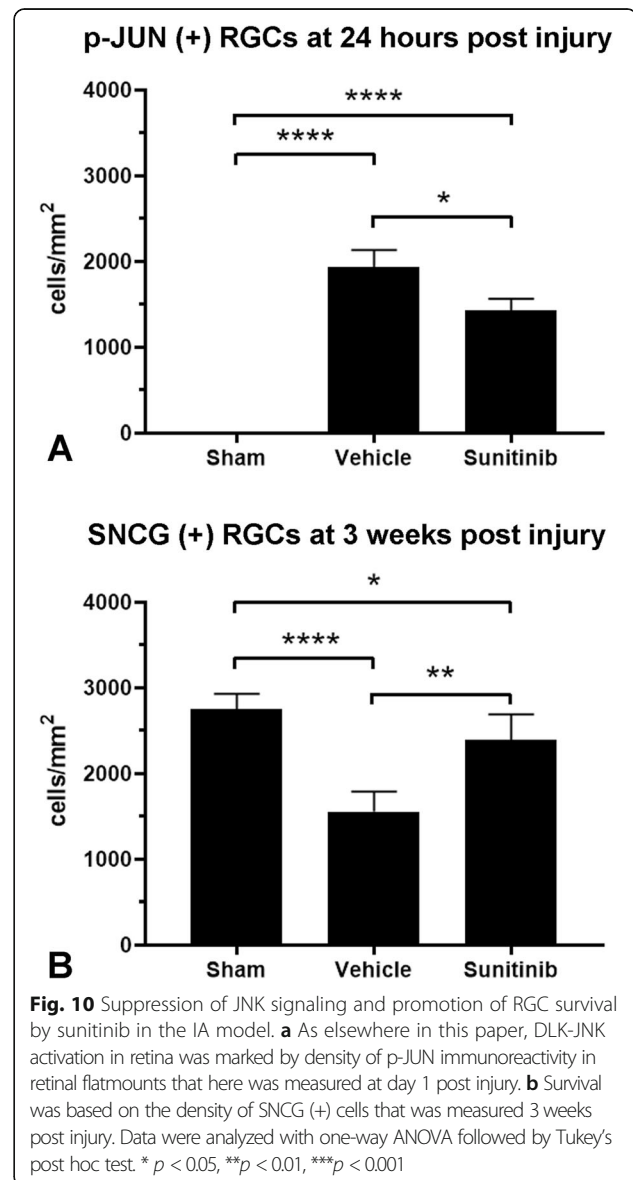 p-JUN (+) RGCs at 24 hours post injury
4000
3000
2000
1000
0
cells/mm²
****
****
*
A
Sham Vehicle Sunitinib
SNCG (+) RGCs at 3 weeks post injury
4000
3000
2000
1000
0
cells/mm²
*
****
**
B
Sham Vehicle Sunitinib
Fig. 10 Suppression of JNK signaling and promotion of RGC survival
by sunitinib in the IA model. a As elsewhere in this paper, DLK-JNK
activation in retina was marked by density of p-JUN immunoreactivity in
retinal flatmounts that here was measured at day 1 post injury. b Survival
was based on the density of SNCG (+) cells that was measured 3 weeks
post injury. Data were analyzed with one-way ANOVA followed by Tukey's
post hoc test. * p < 0.05, **p < 0.01, ***p < 0.001